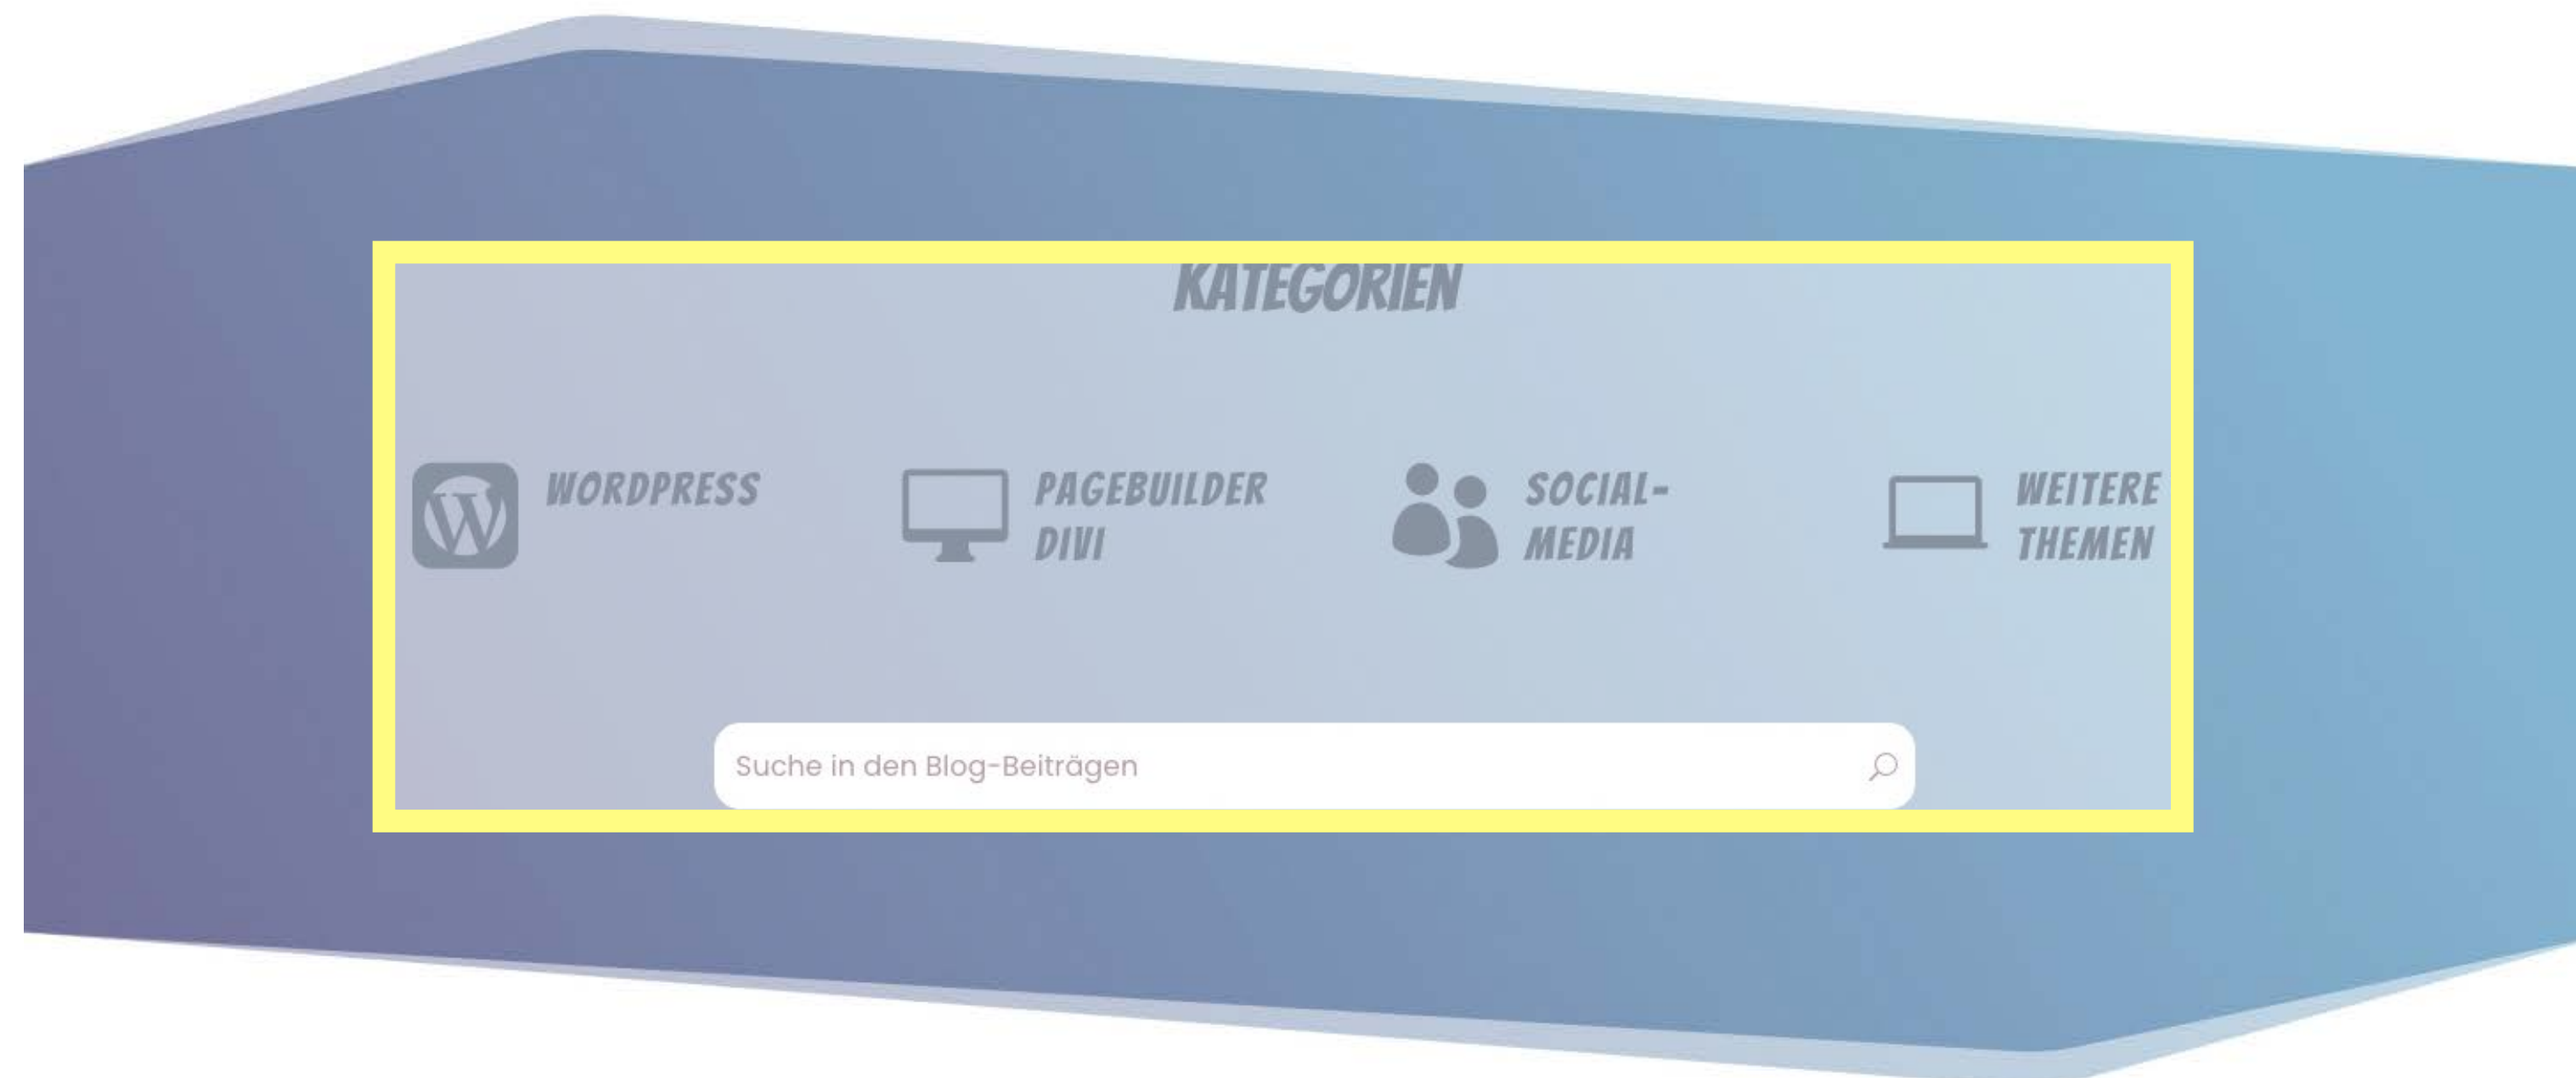 KATEGORIEN
WORDPRESS
PAGEBUILDER
DIVI
SOCIAL-
MEDIA
WEITERE
THEMEN
Suche in den Blog-Beiträgen